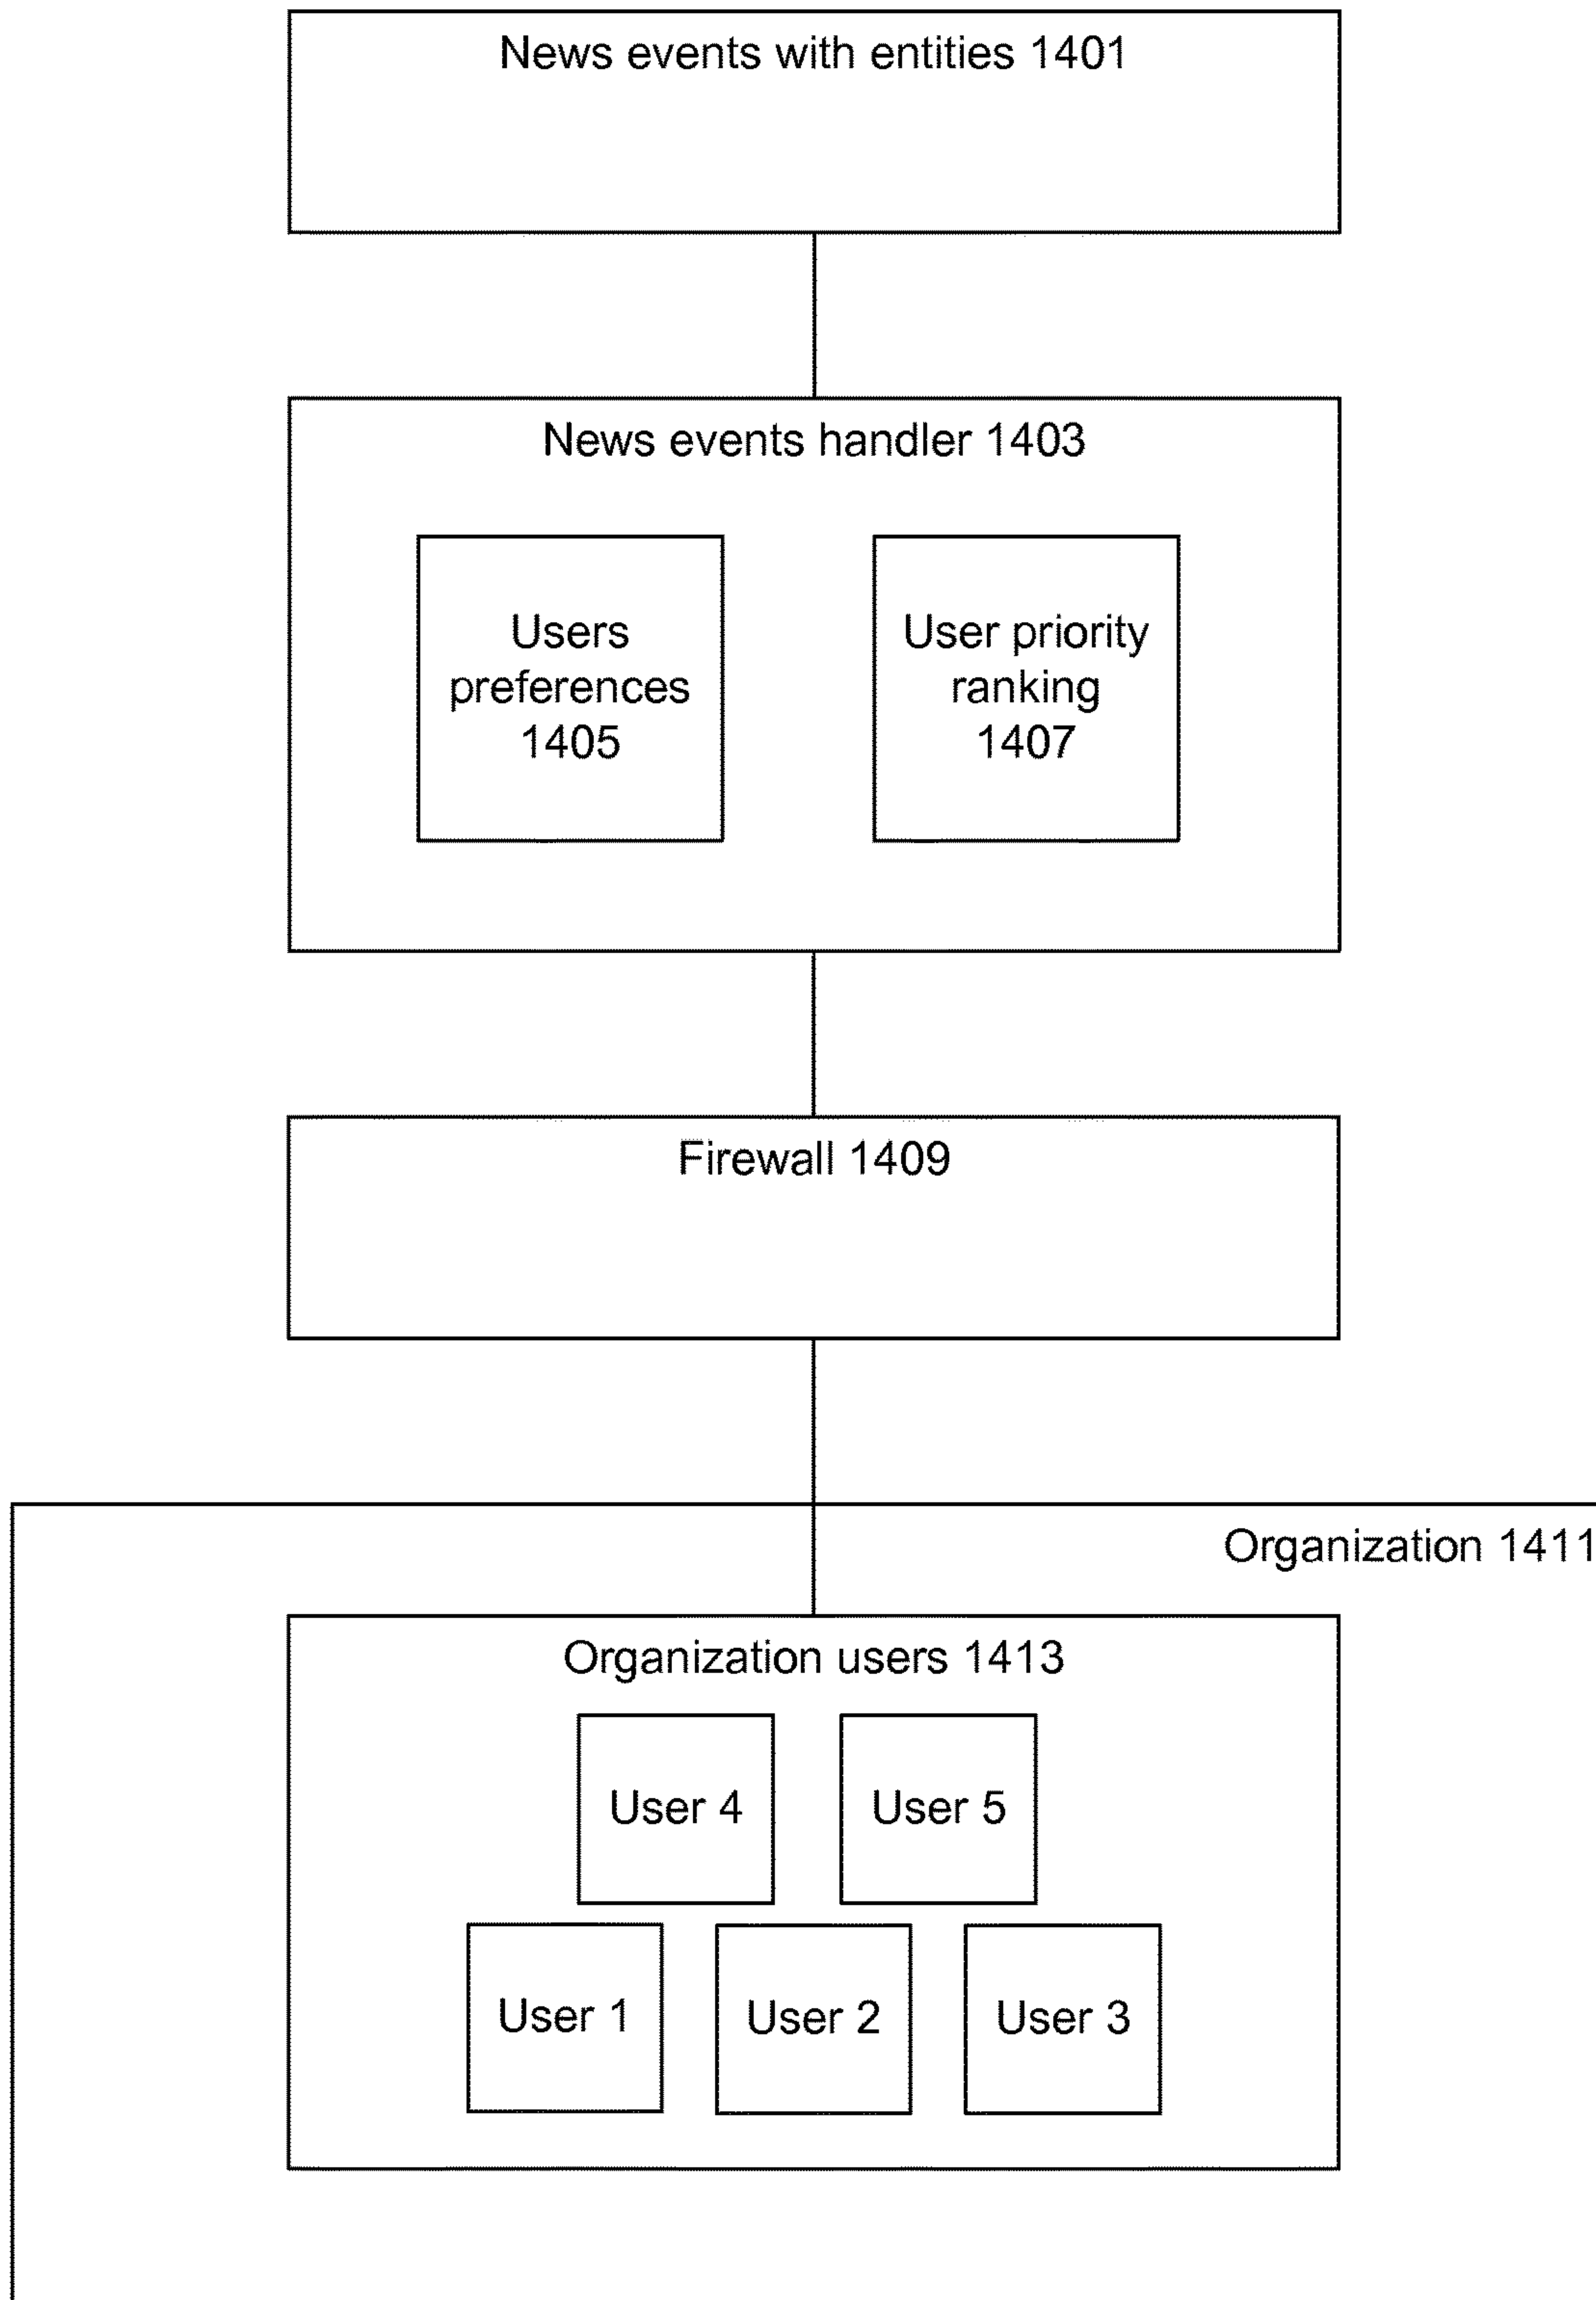 News events with entities 1401
News events handler 1403
Users
preferences
1405
User priority
ranking
1407
Firewall 1409
Organization 1411
Organization users 1413
User 4
User 5
User 1
User 2
User 3